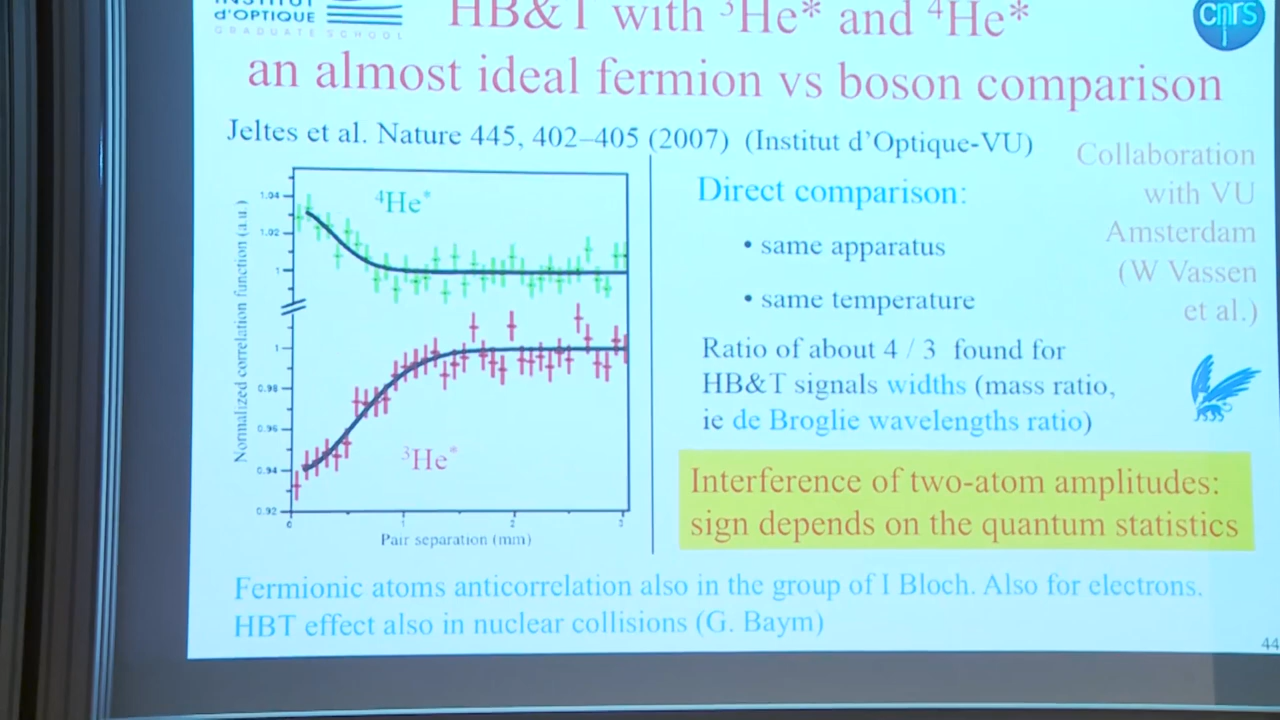 INSTITUT
d'OPTIQUE
GRADUATE SCHOOL
HB&T with ³He* and ⁴He*
cnrs
an almost ideal fermion vs boson comparison
Jeltes et al. Nature 445, 402–405 (2007) (Institut d'Optique-VU)
Collaboration
with VU
Amsterdam
(W Vassen
et al.)
Normalized correlation function (a.u.)
1.04
1.02
1
1
0.98
0.96
0.94
0.92
⁴He*
³He*
0
1
2
3
Pair separation (mm)
Direct comparison:
• same apparatus
• same temperature
Ratio of about 4 / 3 found for
HB&T signals widths (mass ratio,
ie de Broglie wavelengths ratio)
Interference of two-atom amplitudes:
sign depends on the quantum statistics
Fermionic atoms anticorrelation also in the group of I Bloch. Also for electrons.
HBT effect also in nuclear collisions (G. Baym)
44